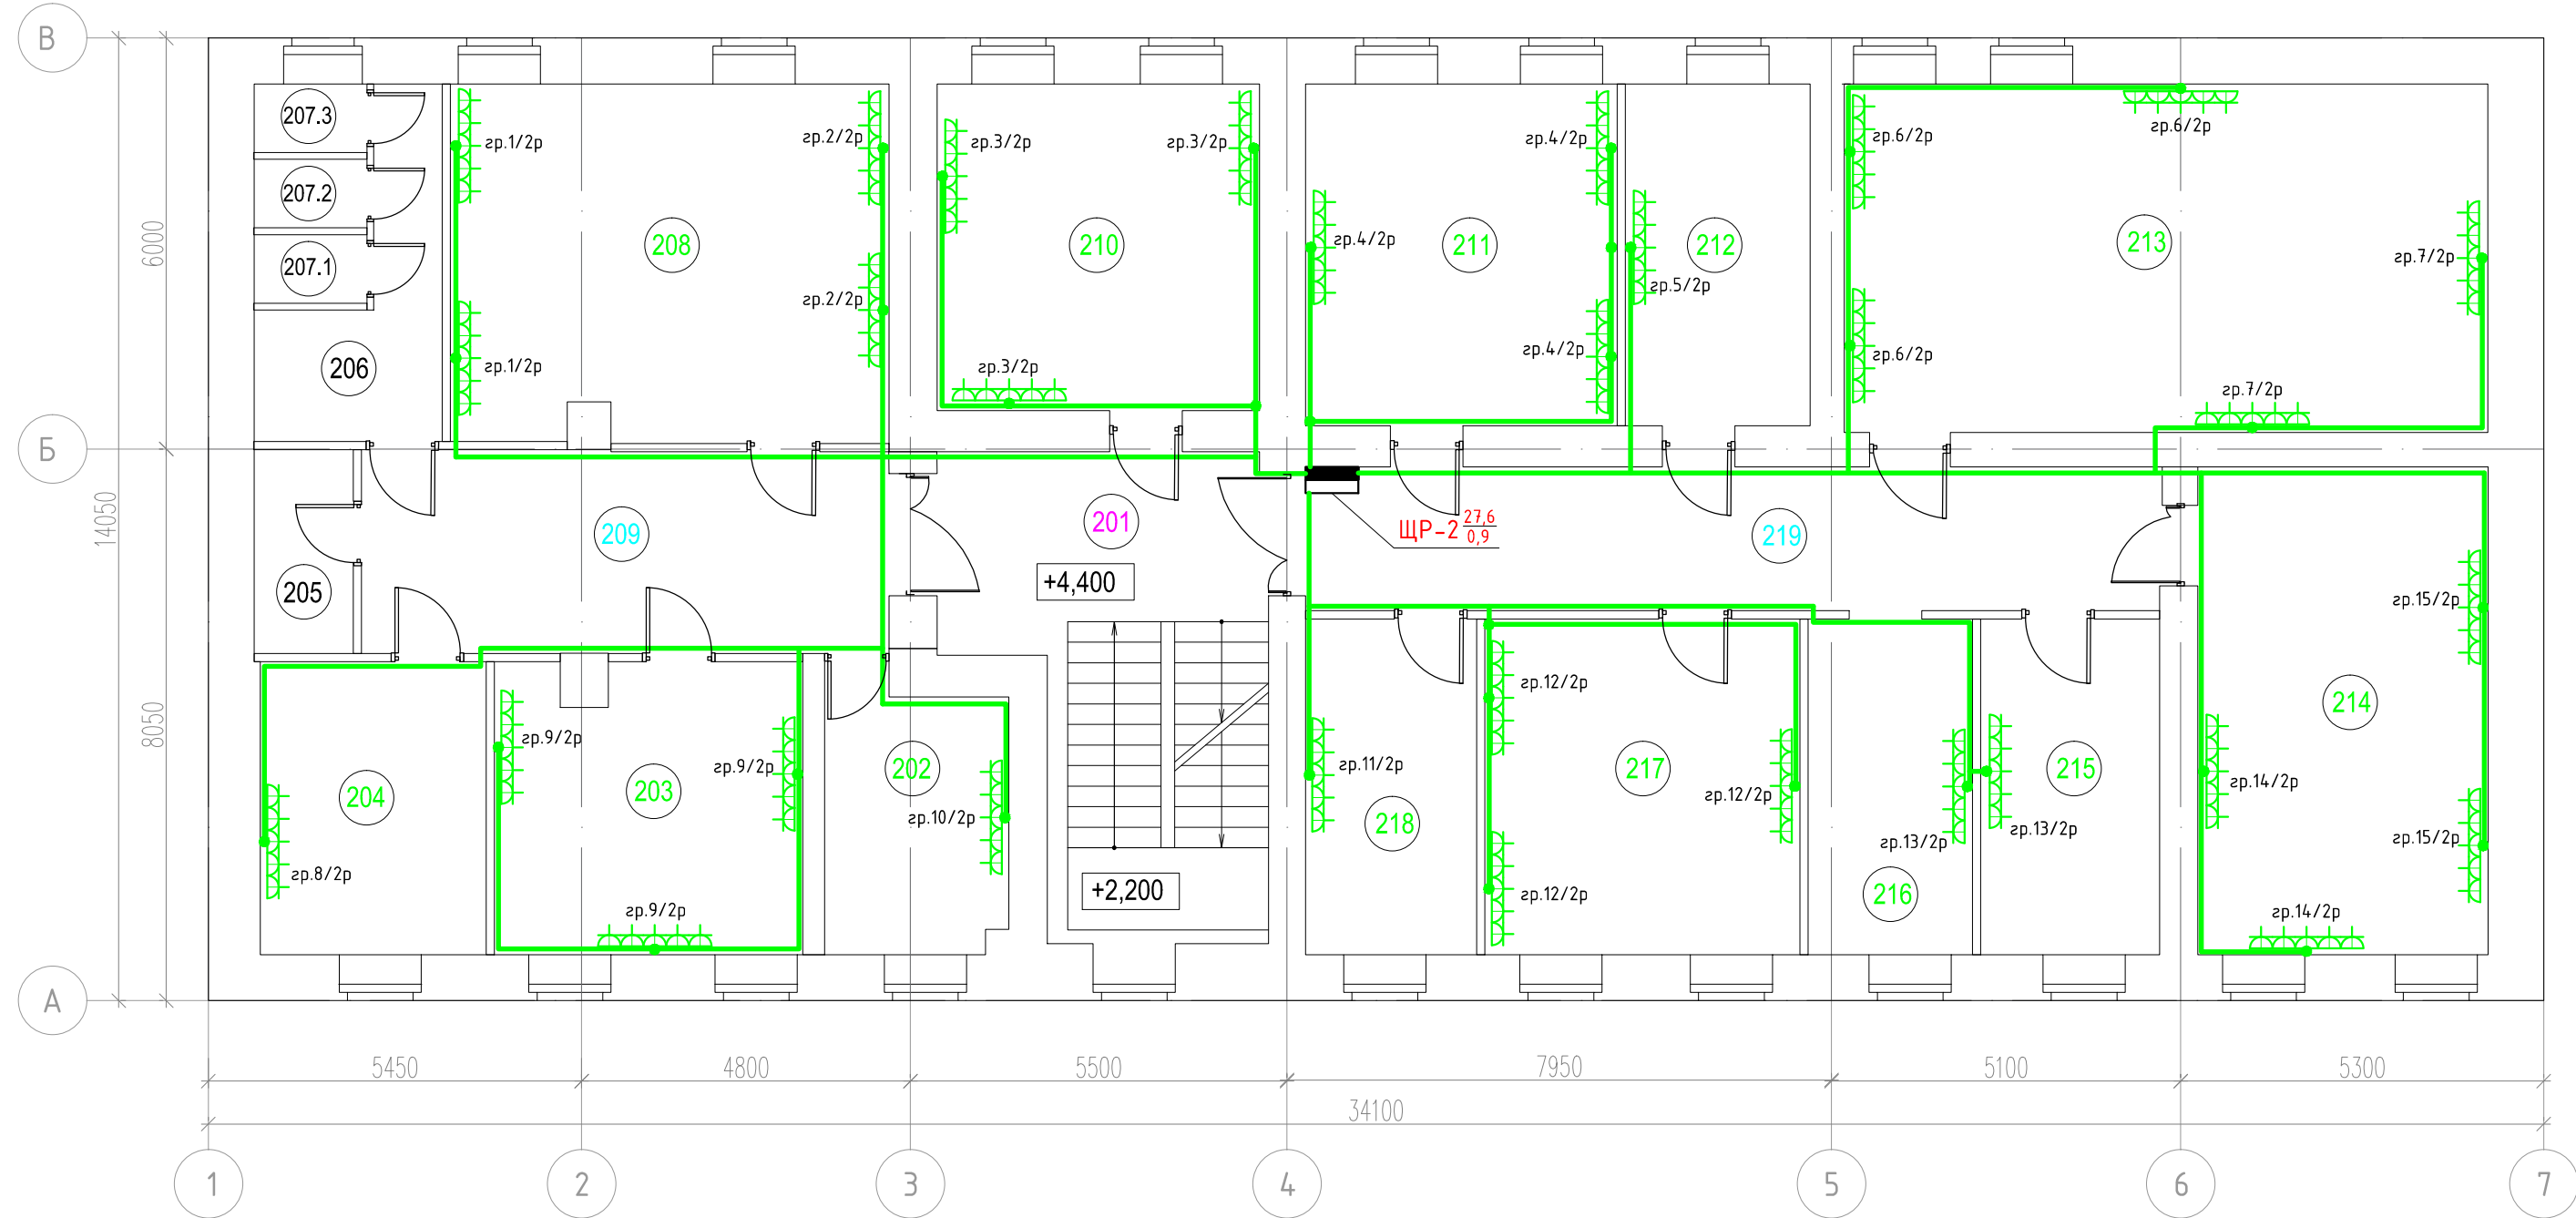 В
207.3
207.2
207.1
206
гр.1/2р
гр.1/2р
208
гр.2/2р
гр.2/2р
гр.3/2р
гр.3/2р
210
гр.3/2р
гр.4/2р
гр.4/2р
211
гр.4/2р
212
гр.5/2р
гр.6/2р
гр.6/2р
213
гр.7/2р
гр.6/2р
гр.7/2р
6000
Б
14050
8050
205
209
201
+4,400
ЩР-2 27,6
0,9
219
гр.15/2р
214
гр.14/2р
гр.15/2р
гр.14/2р
204
гр.8/2р
гр.9/2р
203
гр.9/2р
гр.9/2р
202
гр.10/2р
+2,200
гр.11/2р
218
гр.12/2р
217
гр.12/2р
гр.12/2р
216
гр.13/2р
215
гр.13/2р
А
5450
4800
5500
7950
5100
5300
34100
1
2
3
4
5
6
7